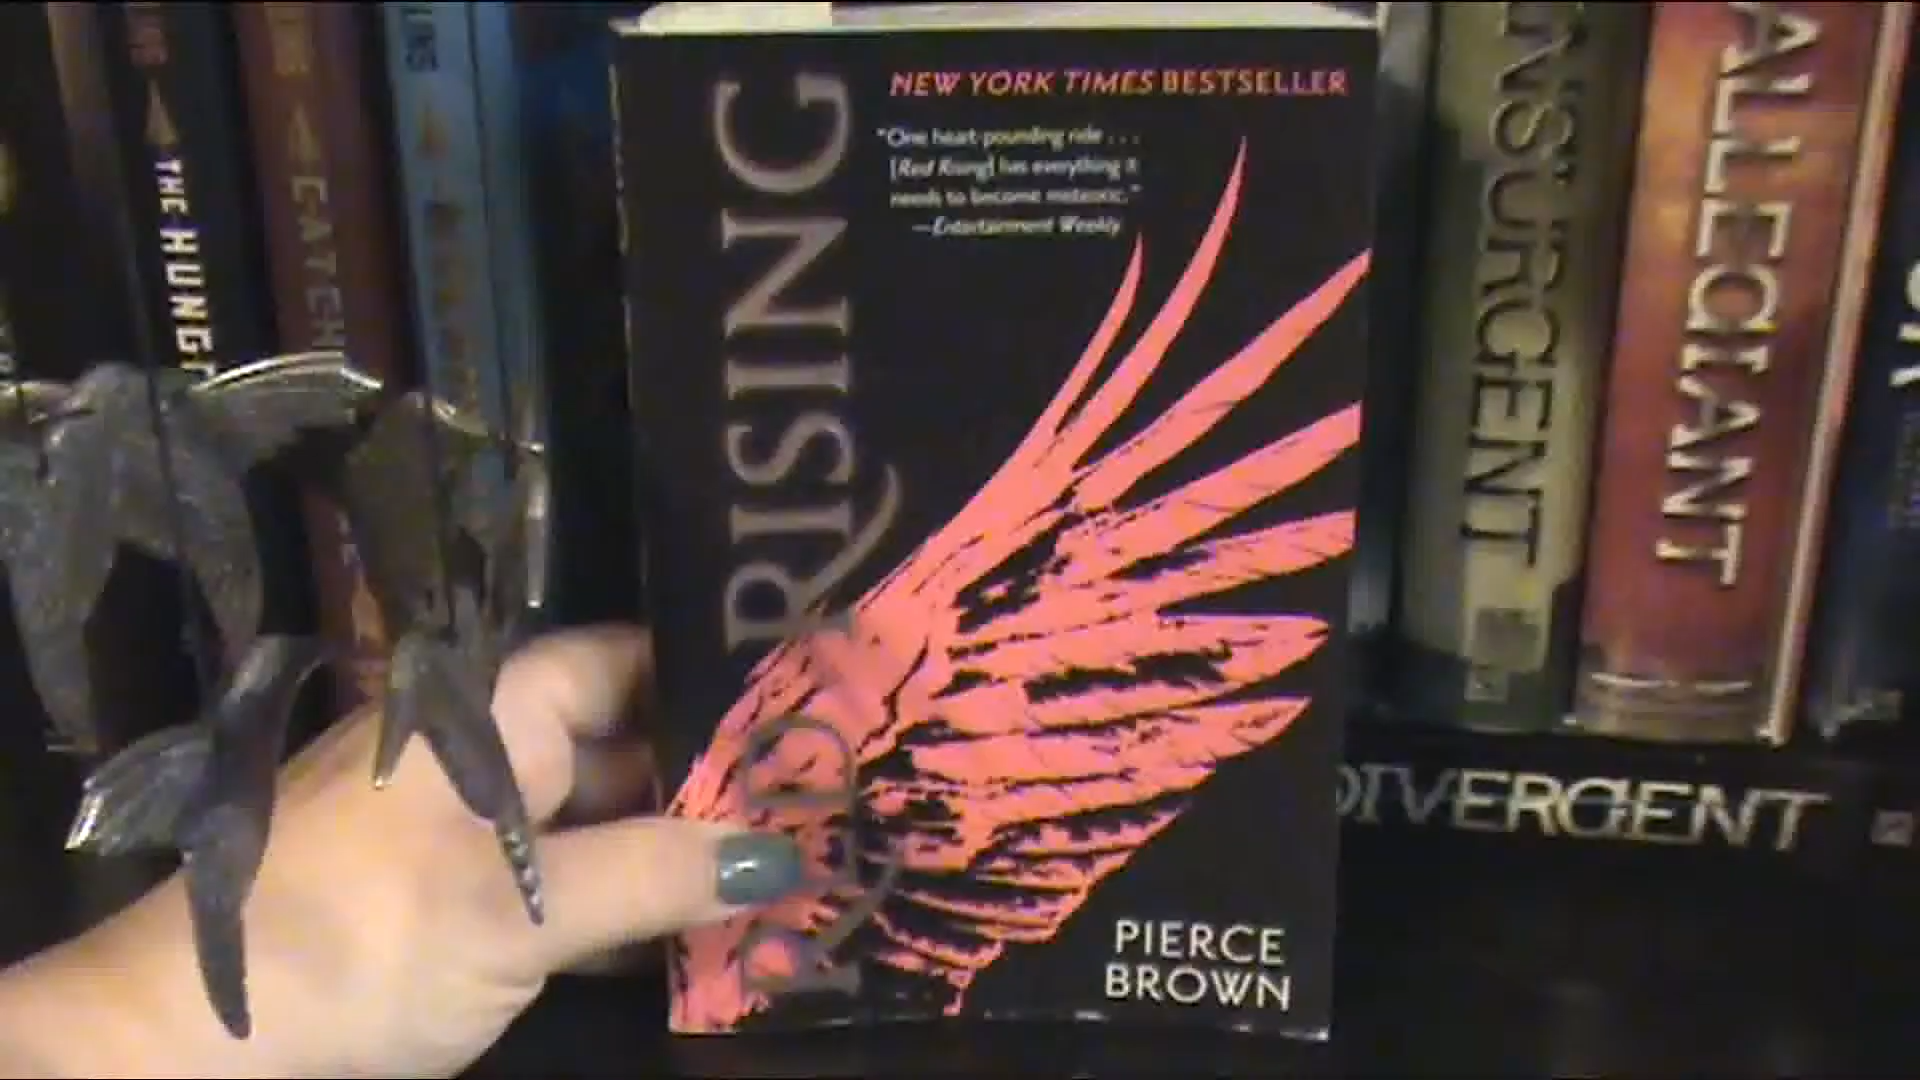 THE HUNG
CATCH
RED RISING
NEW YORK TIMES BESTSELLER
"One heart-pounding ride . . .
[Red Rising] has everything it
needs to become meteoric."
—Entertainment Weekly
PIERCE
BROWN
INSURGENT
ALLEGIANT
DIVERGENT